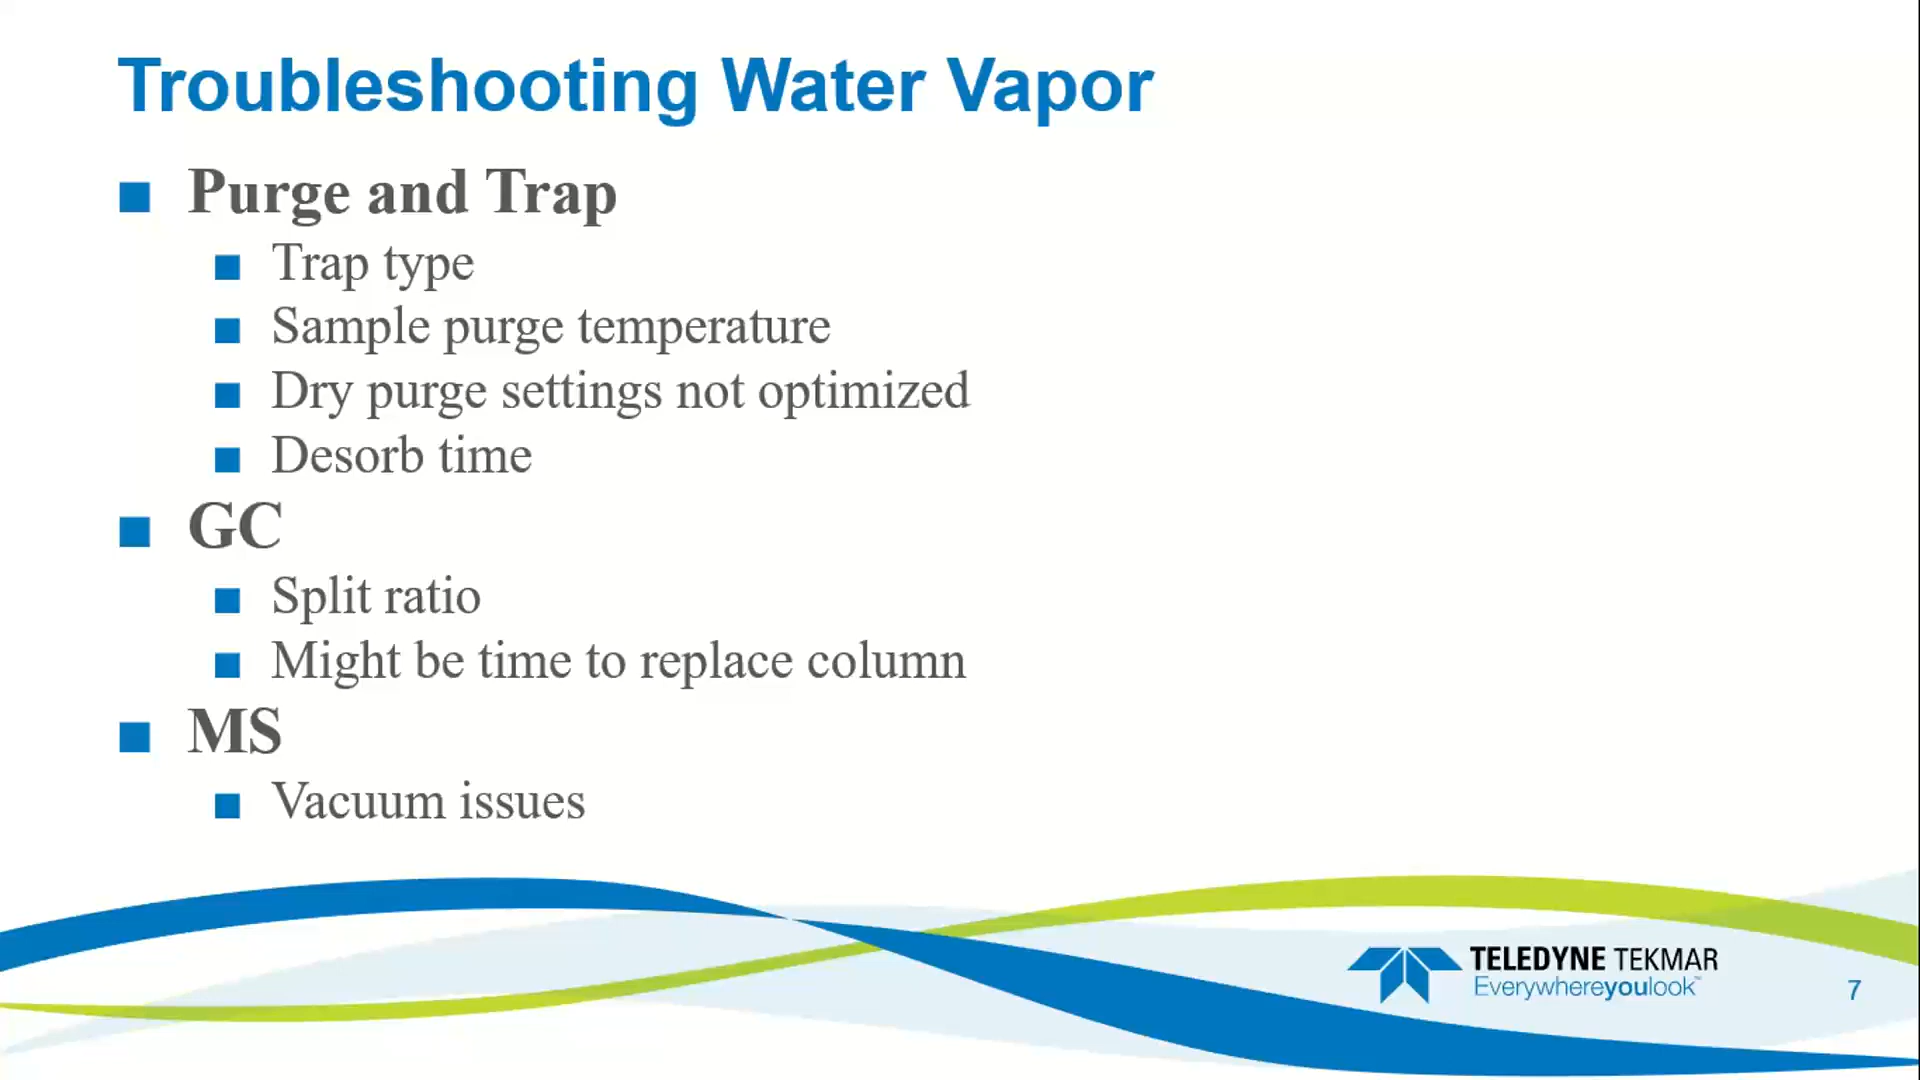 Troubleshooting Water Vapor
Purge and Trap
Trap type
Sample purge temperature
Dry purge settings not optimized
Desorb time
GC
Split ratio
Might be time to replace column
MS
Vacuum issues
TELEDYNE TEKMAR
Everywhereyoulook™
7